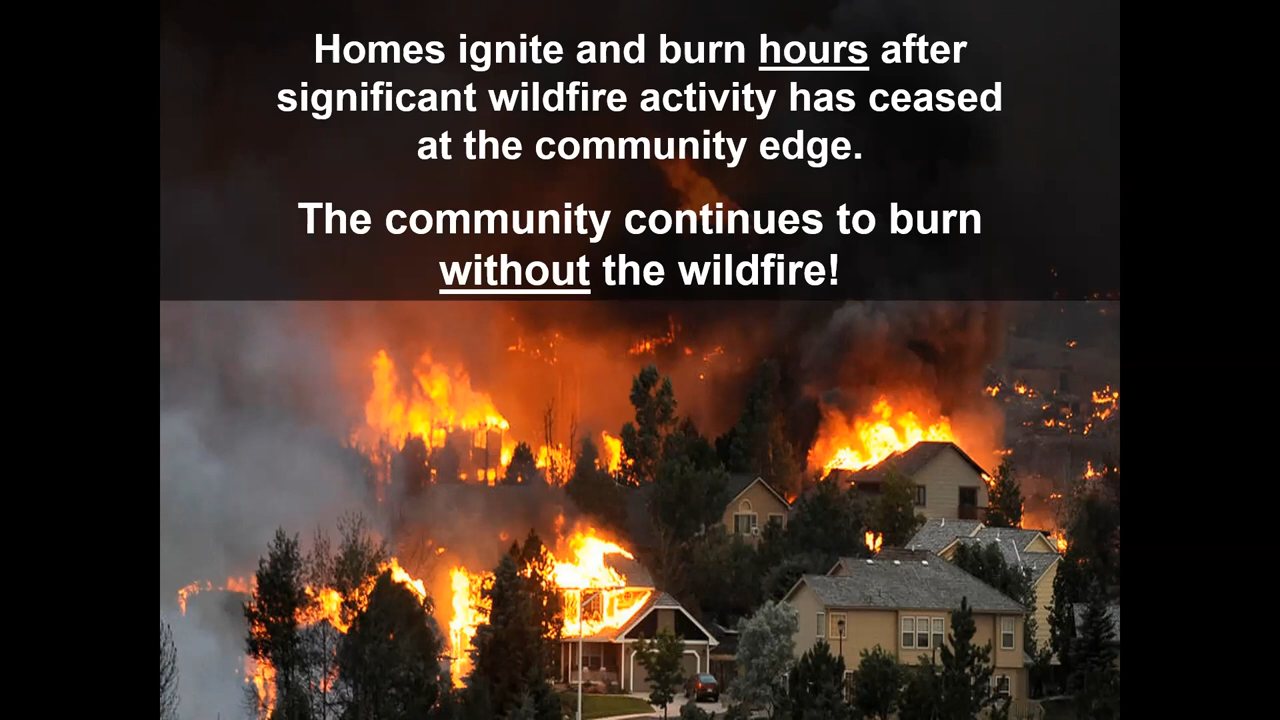 Homes ignite and burn hours after
significant wildfire activity has ceased
at the community edge.
The community continues to burn
without the wildfire!